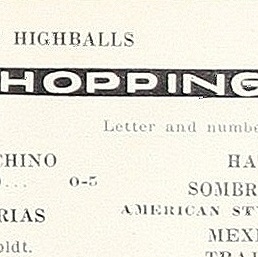 HIGHBALLS
HOPPING
Letter and numbe
CHINO
... 0-5
RIAS
oldt.
HA
SOMBR
AMERICAN ST
MEXI